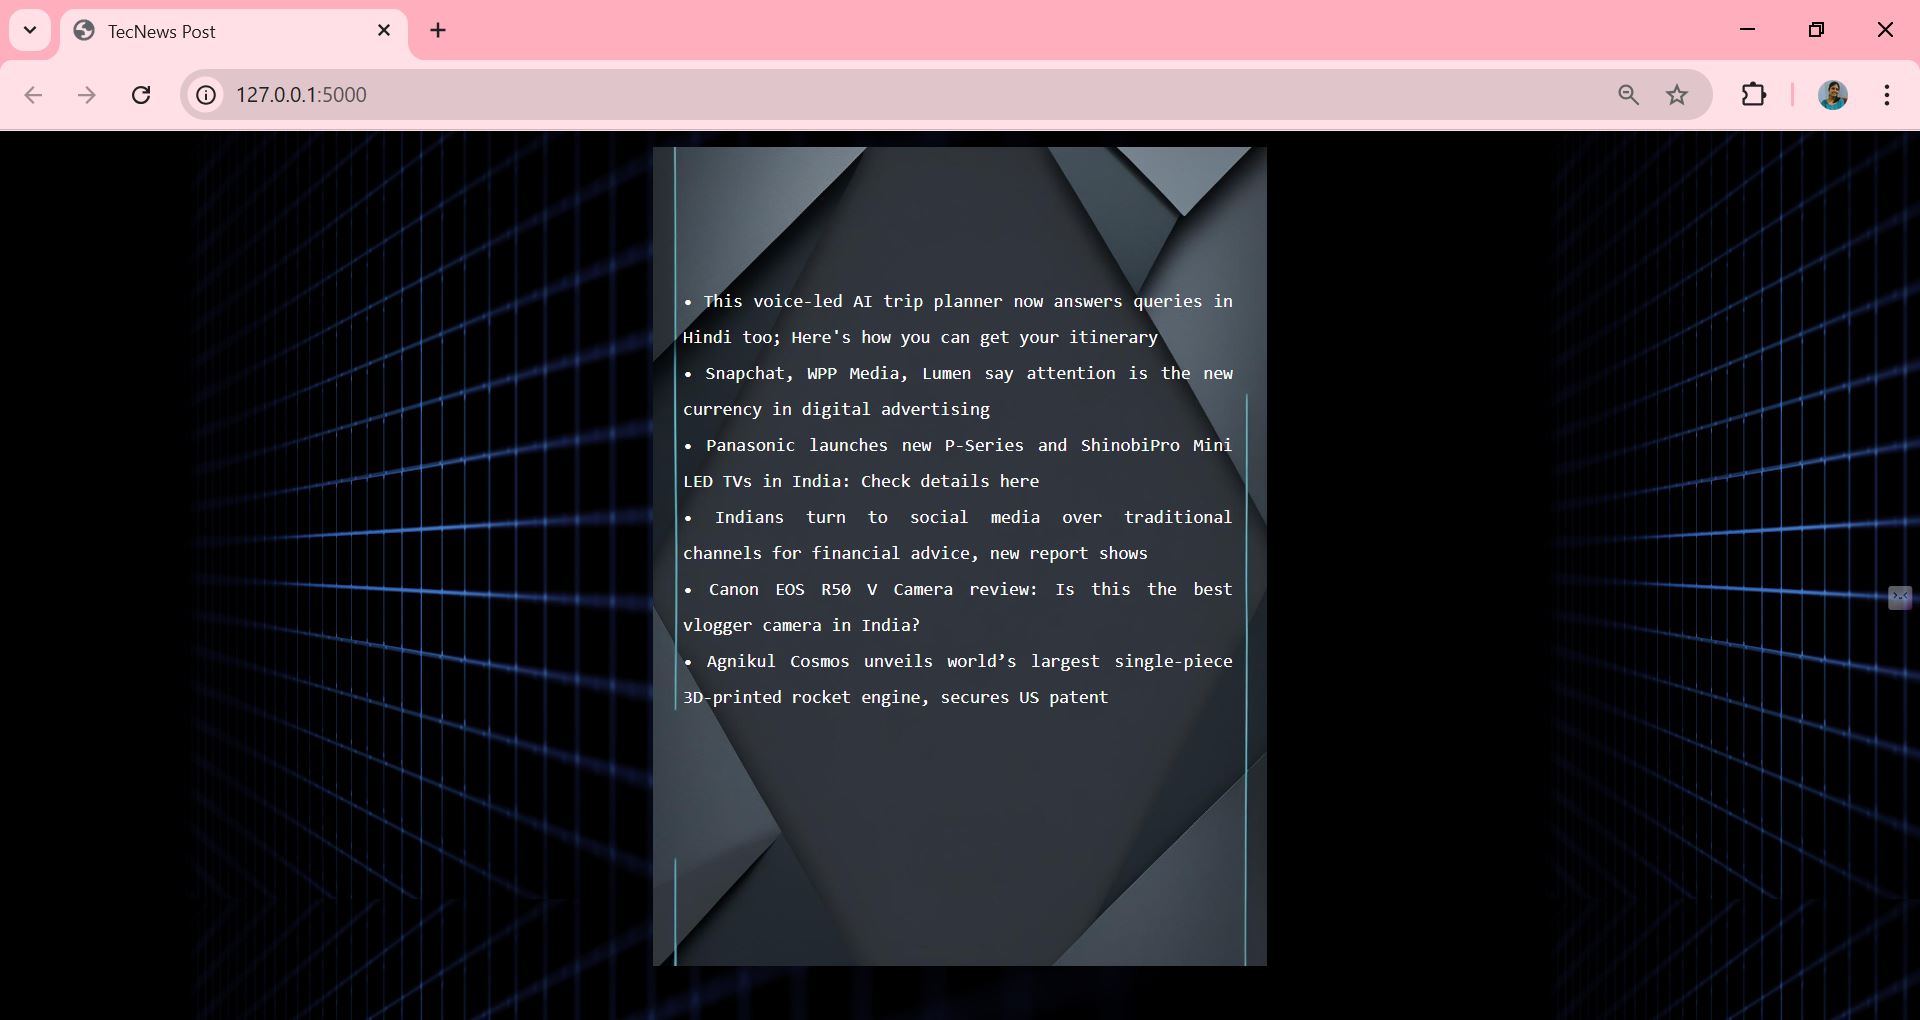 TecNews Post
127.0.0.1:5000
• This voice-led AI trip planner now answers queries in
Hindi too; Here's how you can get your itinerary
• Snapchat, WPP Media, Lumen say attention is the new
currency in digital advertising
• Panasonic launches new P-Series and ShinobiPro Mini
LED TVs in India: Check details here
• Indians turn to social media over traditional
channels for financial advice, new report shows
• Canon EOS R50 V Camera review: Is this the best
vlogger camera in India?
• Agnikul Cosmos unveils world’s largest single-piece
3D-printed rocket engine, secures US patent